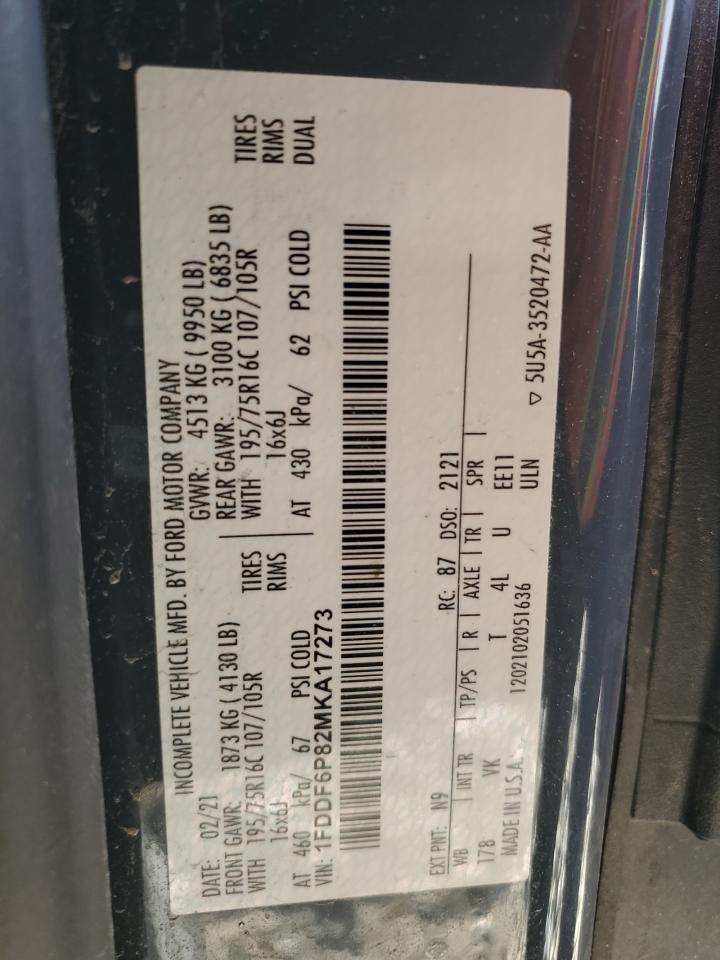 INCOMPLETE VEHICLE MFD. BY FORD MOTOR COMPANY
DATE: 02/21 GVWR: 4513 KG ( 9950 LB)
FRONT GAWR: 1873 KG ( 4130 LB) REAR GAWR: 3100 KG ( 6835 LB)
WITH 195/75R16C 107/105R TIRES WITH 195/75R16C 107/105R TIRES
16x6J RIMS 16x6J RIMS
AT 460 kPa/ 67 PSI COLD AT 430 kPa/ 62 PSI COLD DUAL
VIN: 1FDDF6P82MKA17273
EXT PNT: N9 RC: 87 DSO: 2121
WB | INT TR | TP/PS | R | AXLE | TR | SPR |
178 VK T 4L U EE11
MADE IN U.S.A. 1202102051636 ULN
▽ 5U5A-3520472-AA